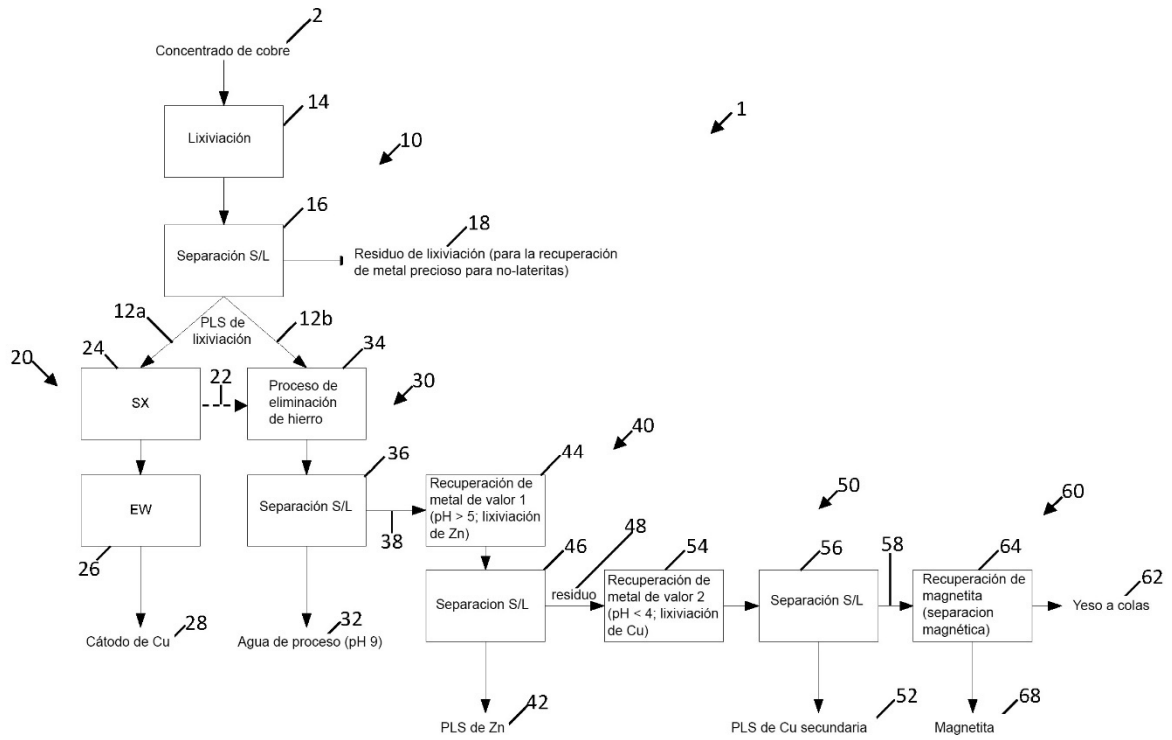 2
Concentrado de cobre
14
1
Lixiviación
10
16
18
Separación S/L
Residuo de lixiviación (para la recuperación
de metal precioso para no-lateritas)
12a
PLS de
lixiviación
12b
20
24
34
22
30
SX
Proceso de
eliminación
de hierro
40
36
44
50
60
EW
Separación S/L
Recuperación de
metal de valor 1
(pH > 5; lixiviación
de Zn)
38
26
46
48
54
56
58
64
62
Separacion S/L
residuo
Recuperación de
metal de valor 2
(pH < 4; lixiviación
de Cu)
Separación S/L
Recuperación de
magnetita
(separacion
magnética)
Yeso a colas
Cátodo de Cu
28
Agua de proceso (pH 9)
32
PLS de Zn
42
PLS de Cu secundaria
52
Magnetita
68